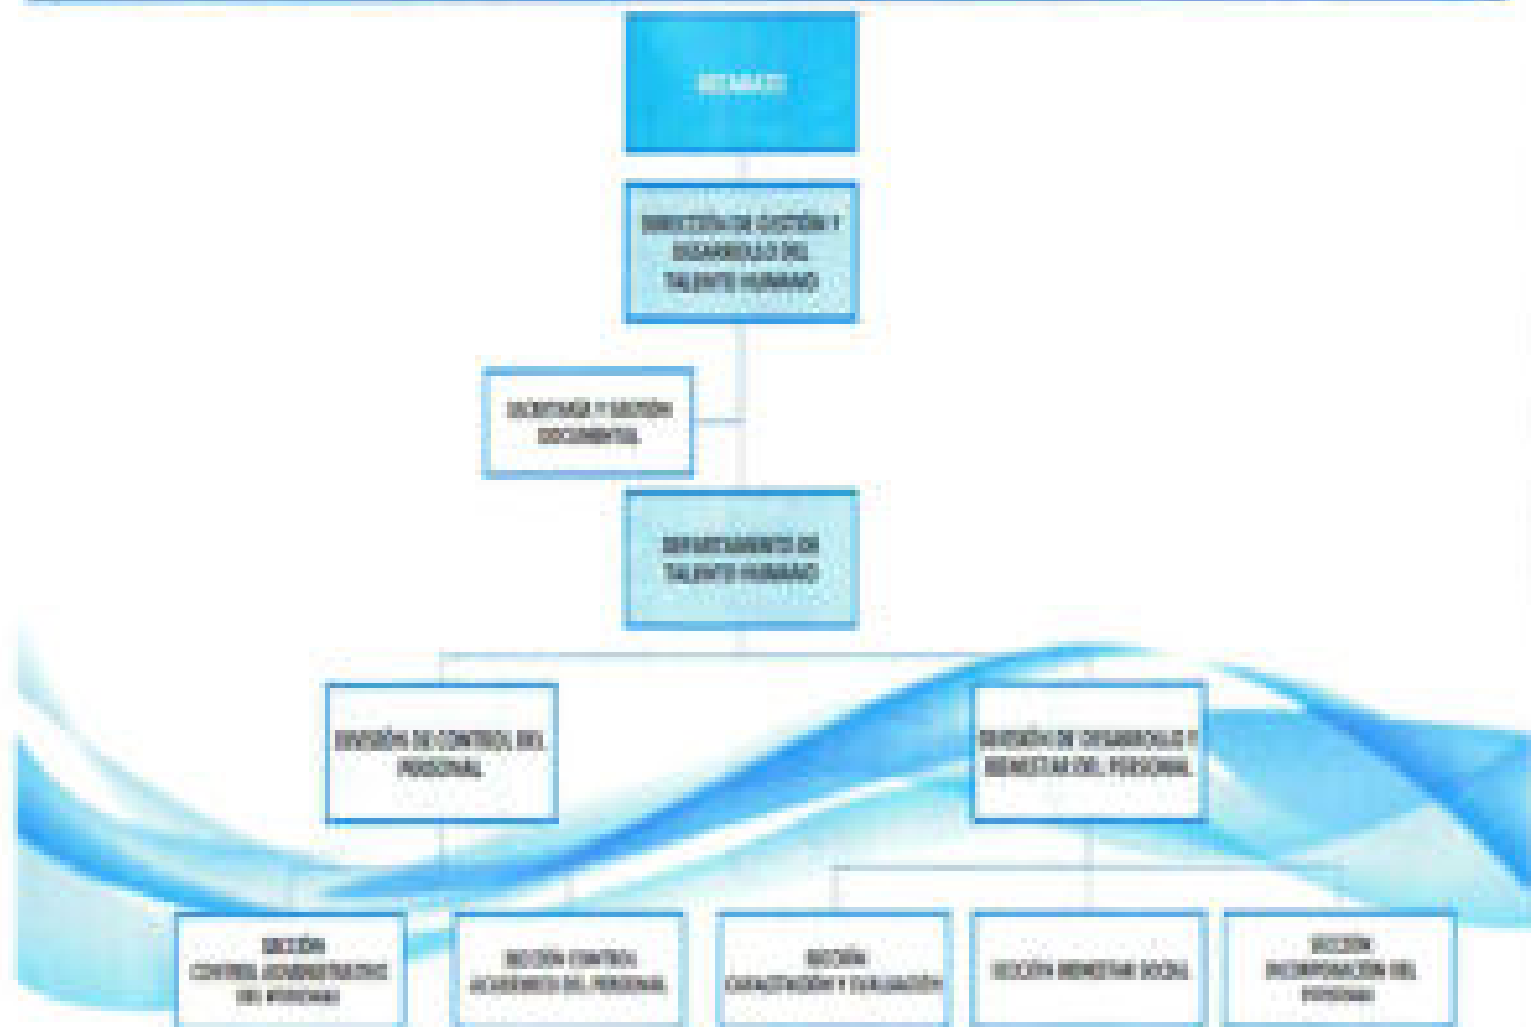 DECANATO
DIRECCIÓN DE GESTIÓN Y
DESARROLLO DEL
TALENTO HUMANO
SECRETARÍA Y GESTIÓN
DOCUMENTAL
DEPARTAMENTO DE
TALENTO HUMANO
DIVISIÓN DE CONTROL DEL
PERSONAL
DIVISIÓN DE DESARROLLO Y
BIENESTAR DEL PERSONAL
SECCIÓN
CONTROL ADMINISTRATIVO
DEL PERSONAL
SECCIÓN CONTROL
ACADÉMICO DEL PERSONAL
SECCIÓN
CAPACITACIÓN Y EVALUACIÓN
SECCIÓN BIENESTAR SOCIAL
SECCIÓN
INCORPORACIÓN DEL
PERSONAL